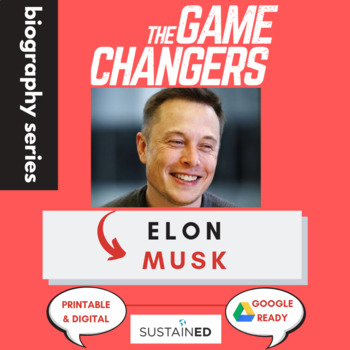 biography series
THE GAME
CHANGERS
ELON
MUSK
PRINTABLE
& DIGITAL
SUSTAINED
GOOGLE
READY